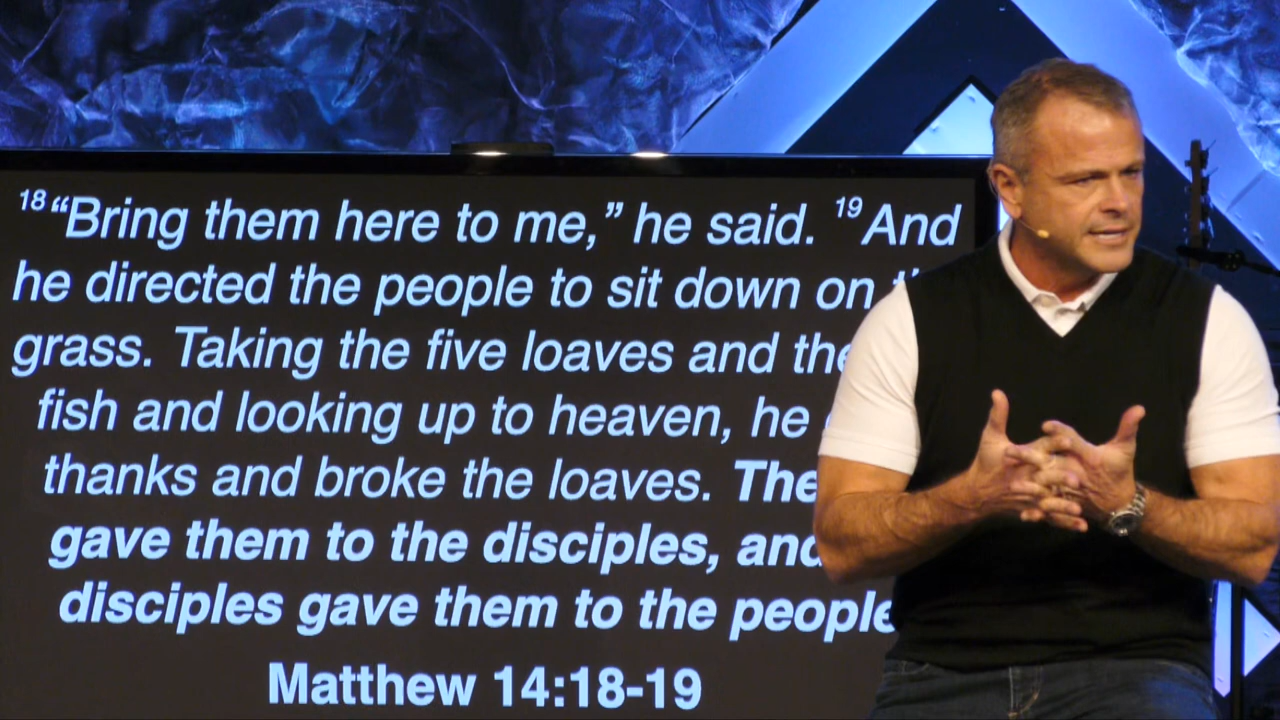 18 “Bring them here to me,” he said. 19 And
he directed the people to sit down on
grass. Taking the five loaves and the
fish and looking up to heaven, he
thanks and broke the loaves.
gave them to the disciples, and
disciples gave them to the people
Matthew 14:18-19